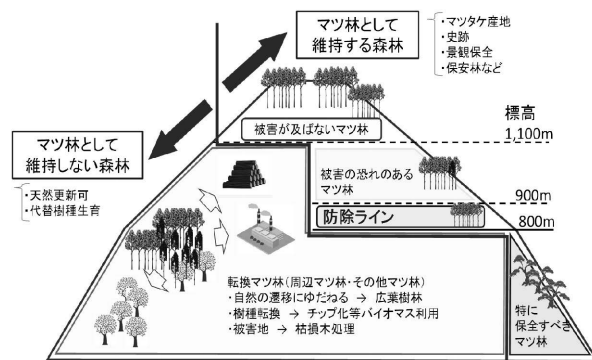 マツ林として
維持する森林
・マツタケ産地
・史跡
・景観保全
・保安林など
被害が及ばないマツ林
標高
1,100m
マツ林として
維持しない森林
・天然更新可
・代替樹種生育
被害の恐れのある
マツ林
900m
防除ライン
800m
転換マツ林(周辺マツ林・その他マツ林)
・自然の遷移にゆだねる → 広葉樹林
・樹種転換 → チップ化等バイオマス利用
・被害地 → 枯損木処理
特に
保全すべき
マツ林